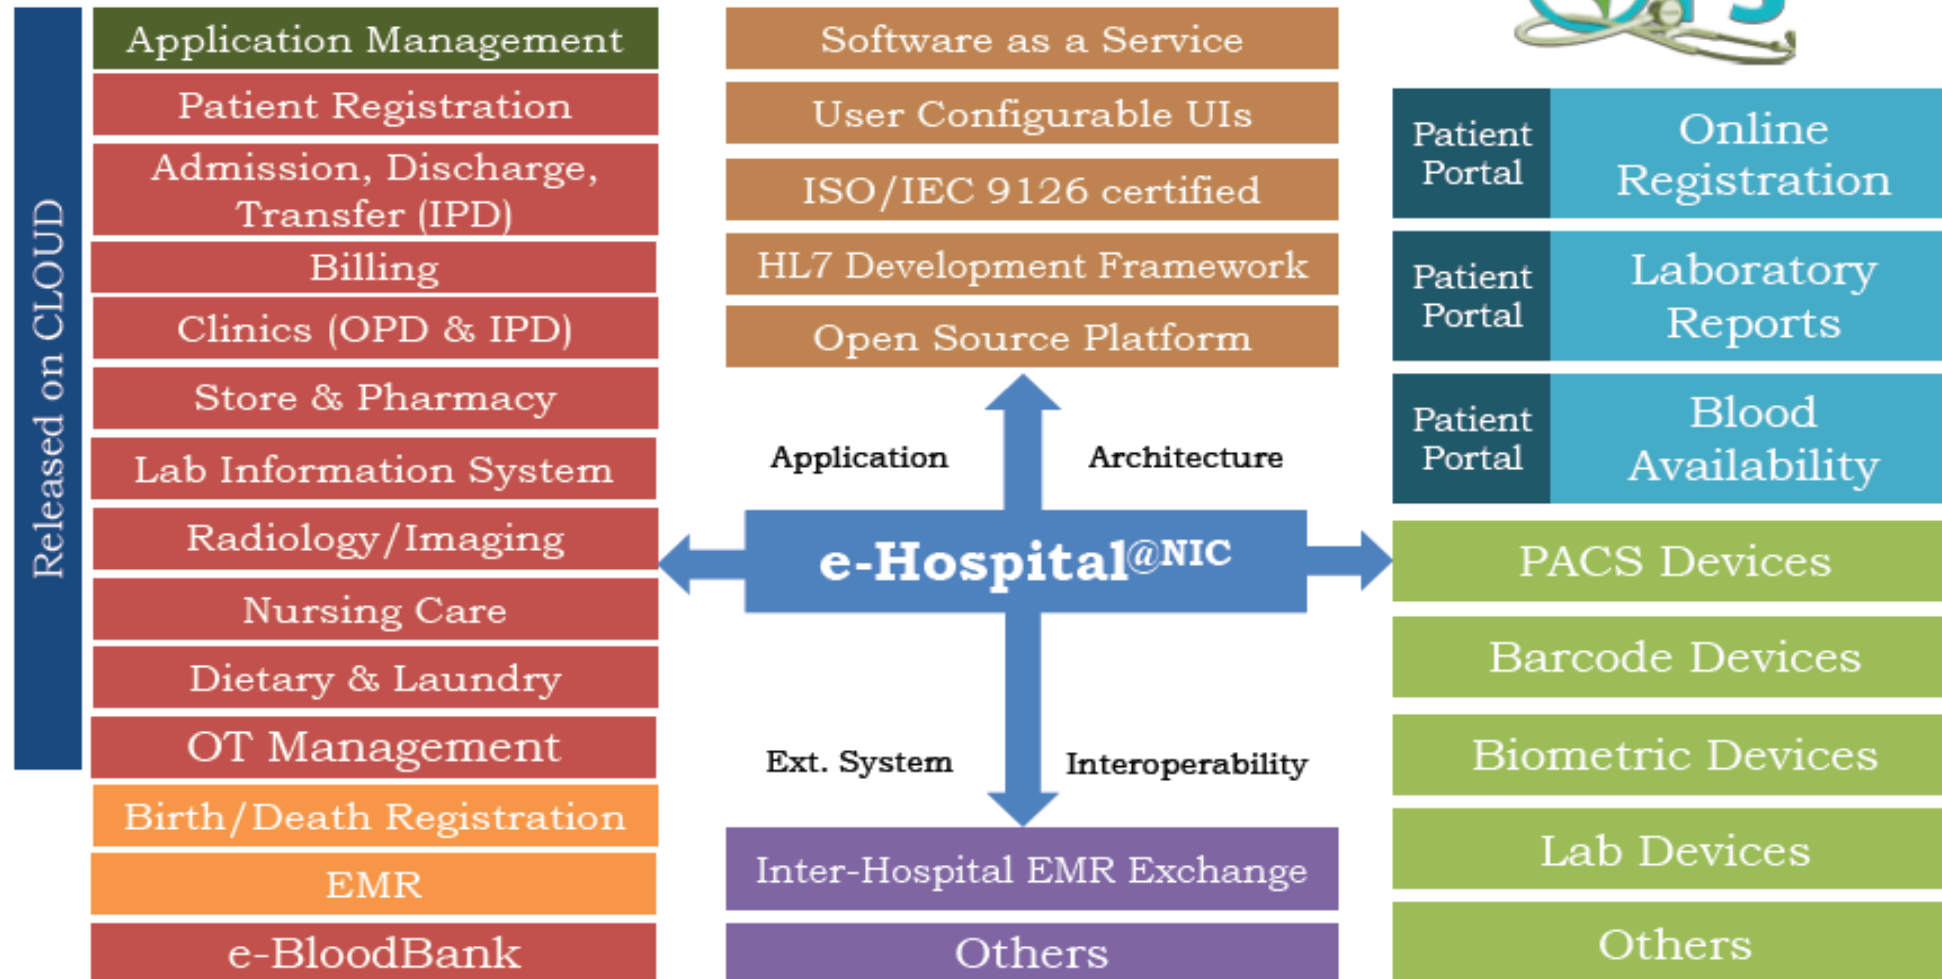 Released on CLOUD
Application Management
Patient Registration
Admission, Discharge,
Transfer (IPD)
Billing
Clinics (OPD & IPD)
Store & Pharmacy
Lab Information System
Radiology/Imaging
Nursing Care
Dietary & Laundry
OT Management
Birth/Death Registration
EMR
e-BloodBank
Software as a Service
User Configurable UIs
ISO/IEC 9126 certified
HL7 Development Framework
Open Source Platform
Application Architecture
e-Hospital@NIC
Ext. System Interoperability
Inter-Hospital EMR Exchange
Others
Patient
Portal
Online
Registration
Patient
Portal
Laboratory
Reports
Patient
Portal
Blood
Availability
PACS Devices
Barcode Devices
Biometric Devices
Lab Devices
Others